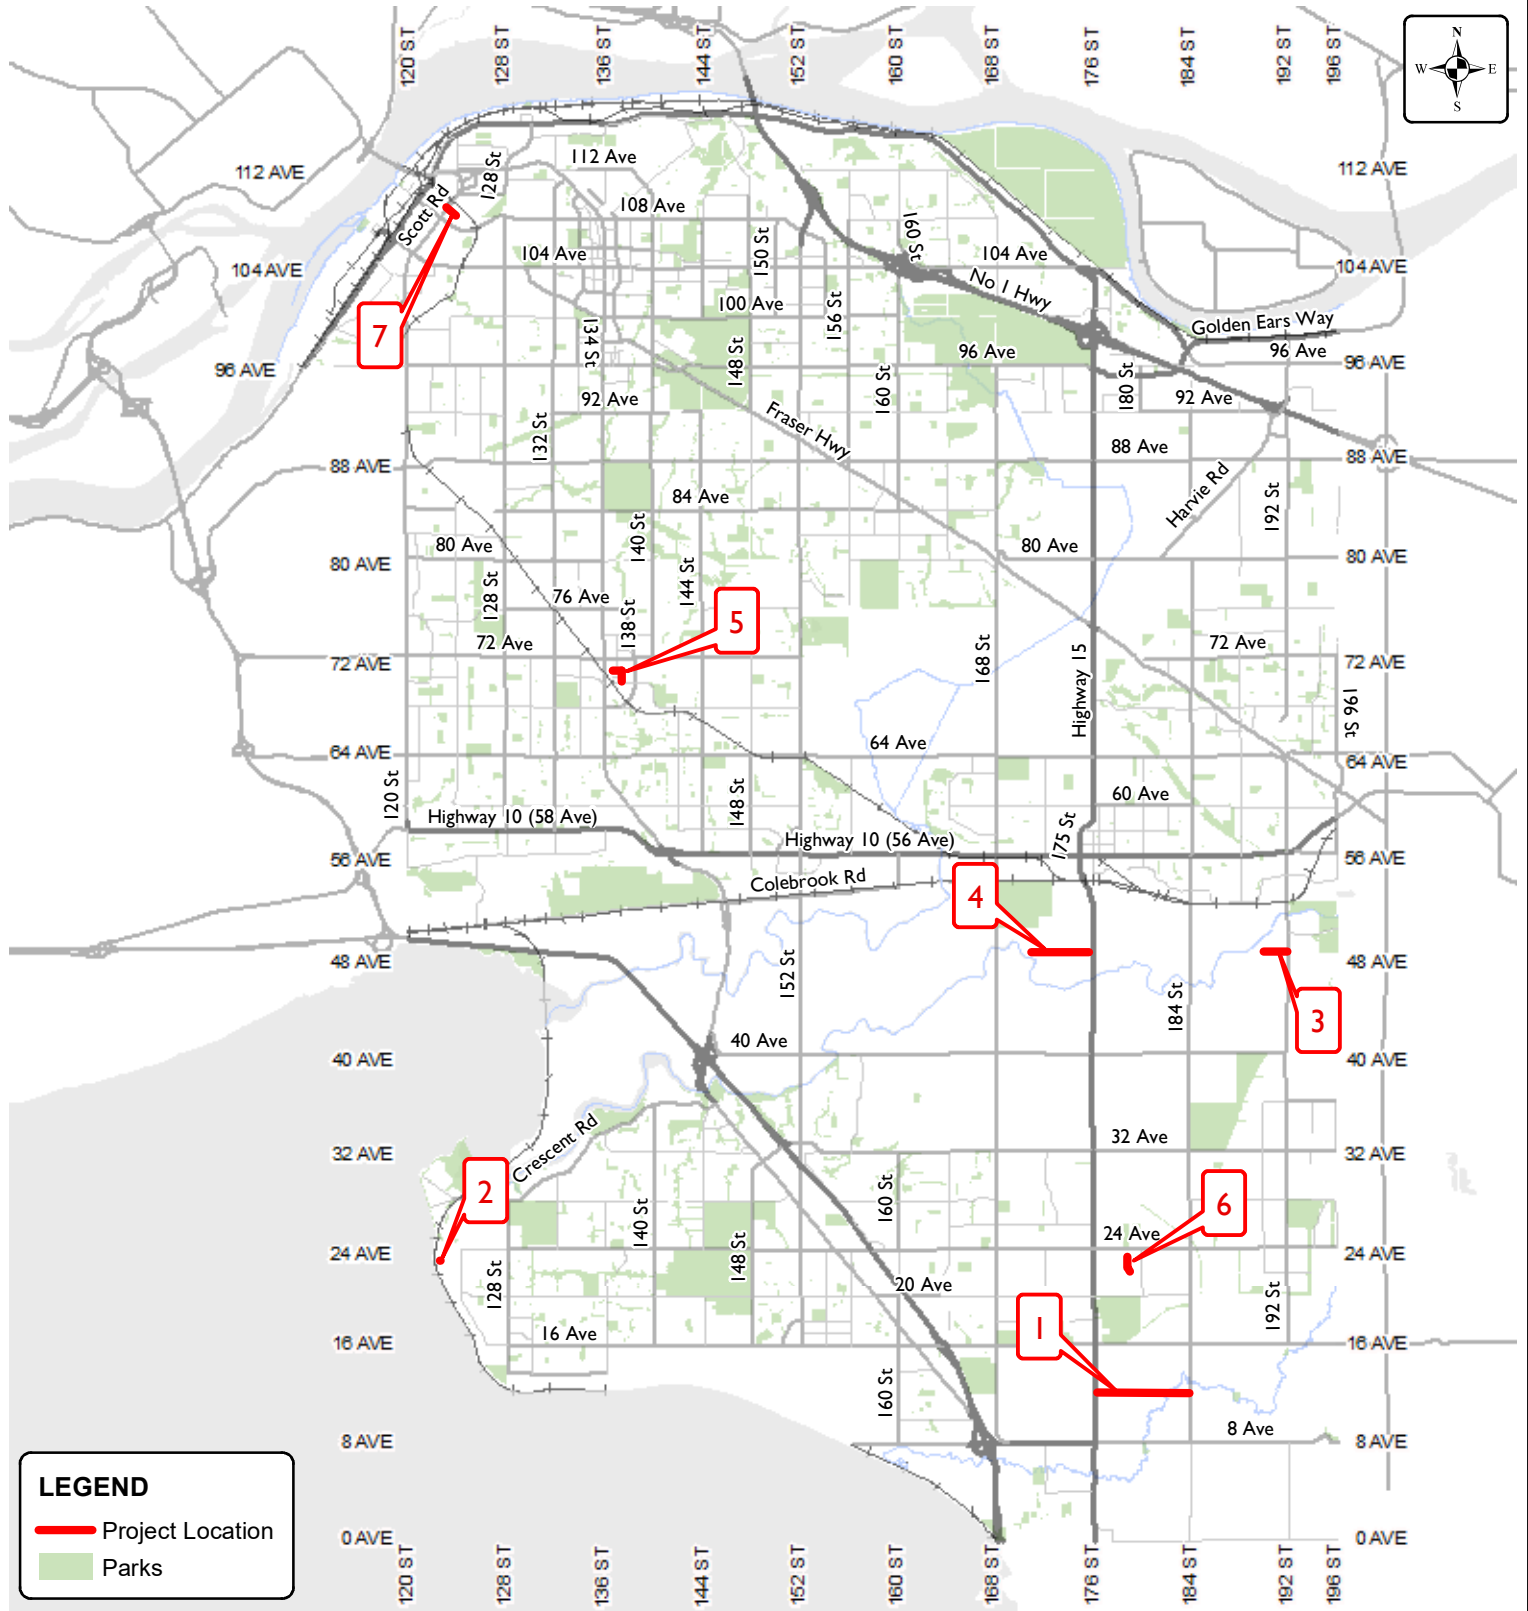 120 ST
128 ST
136 ST
144 ST
152 ST
160 ST
168 ST
176 ST
184 ST
192 ST
196 ST
N
W
E
S
112 AVE
128 St
112 Ave
112 AVE
Scott Rd
108 Ave
160 St
150 St
104 AVE
104 Ave
104 Ave
104 AVE
No 1 Hwy
100 Ave
156 St
7
134 St
148 St
Golden Ears Way
96 AVE
96 Ave
96 Ave
96 AVE
160 St
180 St
92 Ave
92 Ave
132 St
Fraser Hwy
88 AVE
88 Ave
88 AVE
Harvie Rd
192 St
84 Ave
140 St
80 AVE
80 Ave
80 Ave
80 AVE
128 St
144 St
76 Ave
138 St
5
72 AVE
72 Ave
168 St
Highway 15
72 Ave
72 AVE
196 St
64 AVE
64 Ave
64 AVE
120 St
148 St
60 Ave
Highway 10 (58 Ave)
Highway 10 (56 Ave)
175 St
56 AVE
56 AVE
Colebrook Rd
4
48 AVE
152 St
184 St
48 AVE
3
40 AVE
40 Ave
40 AVE
Crescent Rd
32 AVE
32 Ave
32 AVE
2
140 St
160 St
6
24 AVE
148 St
24 Ave
24 AVE
128 St
20 Ave
192 St
1
16 AVE
16 Ave
16 AVE
160 St
8 AVE
8 Ave
8 AVE
LEGEND
Project Location
Parks
0 AVE
0 AVE
120 ST
128 ST
136 ST
144 ST
152 ST
160 ST
168 ST
176 ST
184 ST
192 ST
196 ST